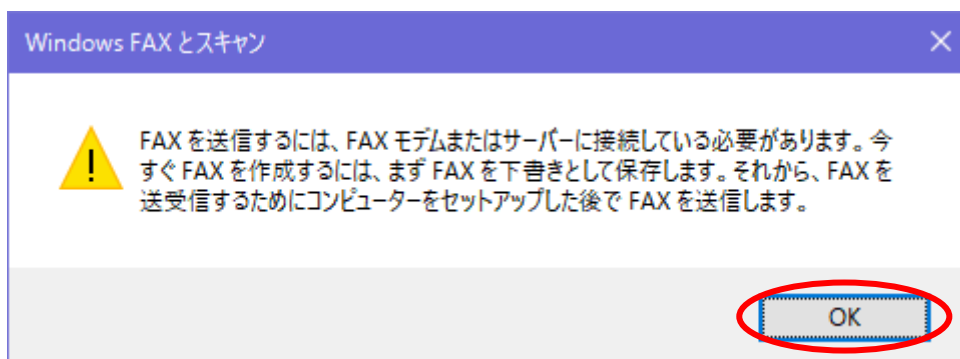 Windows FAX とスキャン
FAX を送信するには、FAX モデムまたはサーバーに接続している必要があります。今
すぐ FAX を作成するには、まず FAX を下書きとして保存します。それから、FAX を
送受信するためにコンピューターをセットアップした後で FAX を送信します。
OK